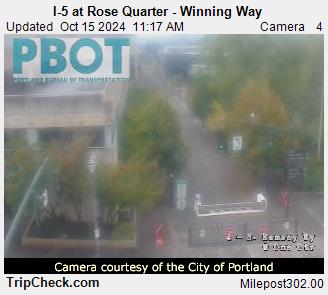 I-5 at Rose Quarter - Winning Way
Updated Oct 15 2024 11:17 AM Camera 4
PBOT
PORTLAND BUREAU OF TRANSPORTATION
Camera courtesy of the City of Portland
TripCheck.com Milepost302.00